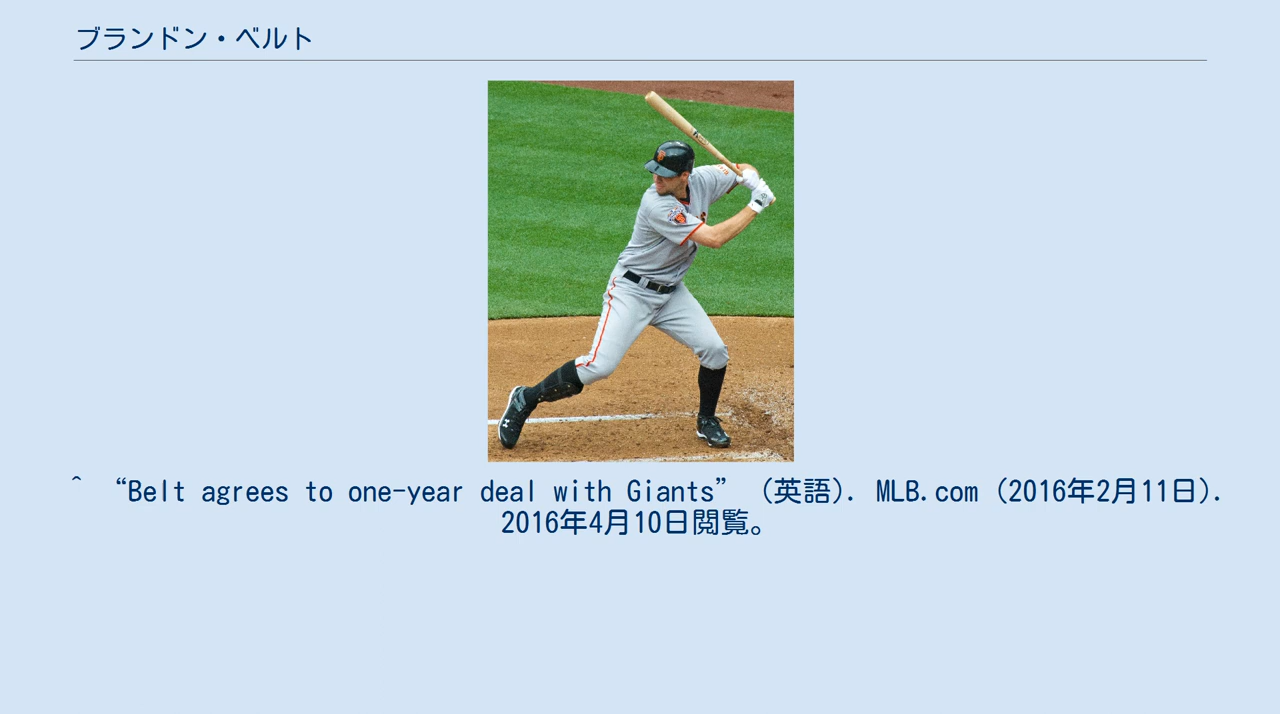 ブランドン・ベルト
^ “Belt agrees to one-year deal with Giants” (英語). MLB.com (2016年2月11日).
2016年4月10日閲覧。